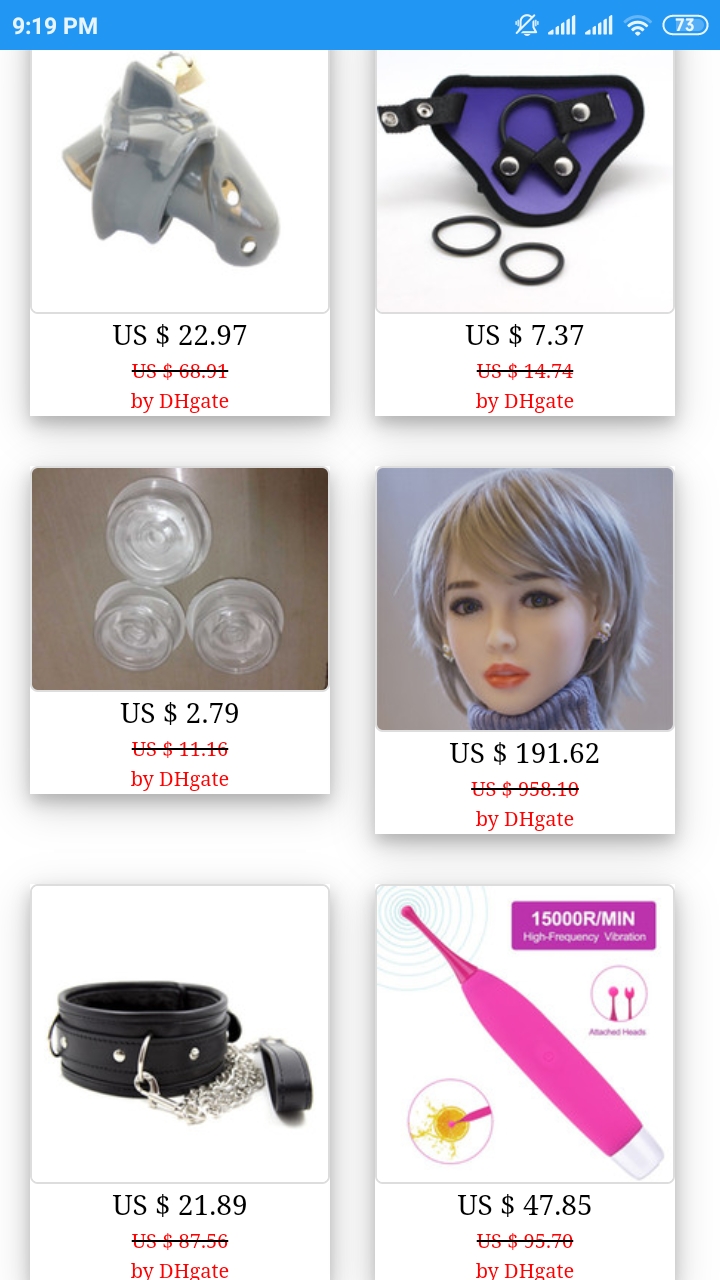 9:19 PM
73
US $ 22.97
US $ 68.91
by DHgate
US $ 7.37
US $ 14.74
by DHgate
US $ 2.79
US $ 11.16
by DHgate
US $ 191.62
US $ 958.10
by DHgate
15000R/MIN
High-Frequency Vibration
Attached Heads
US $ 21.89
US $ 87.56
by DHgate
US $ 47.85
US $ 95.70
by DHgate